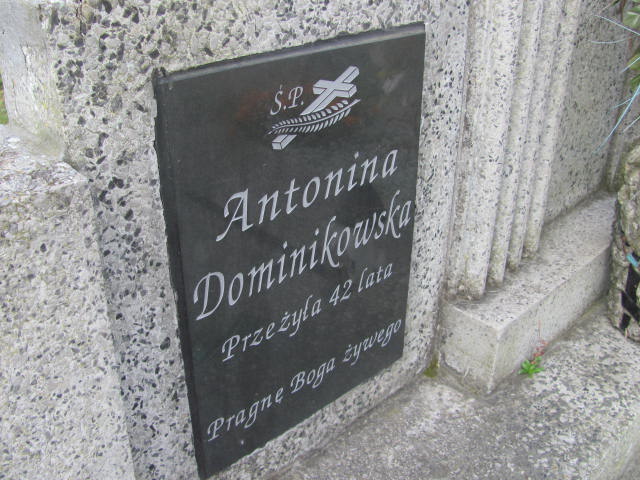 Ś.P.
Antonina
Dominikowska
Przeżyła 42 lata
Pragnę Boga żywego